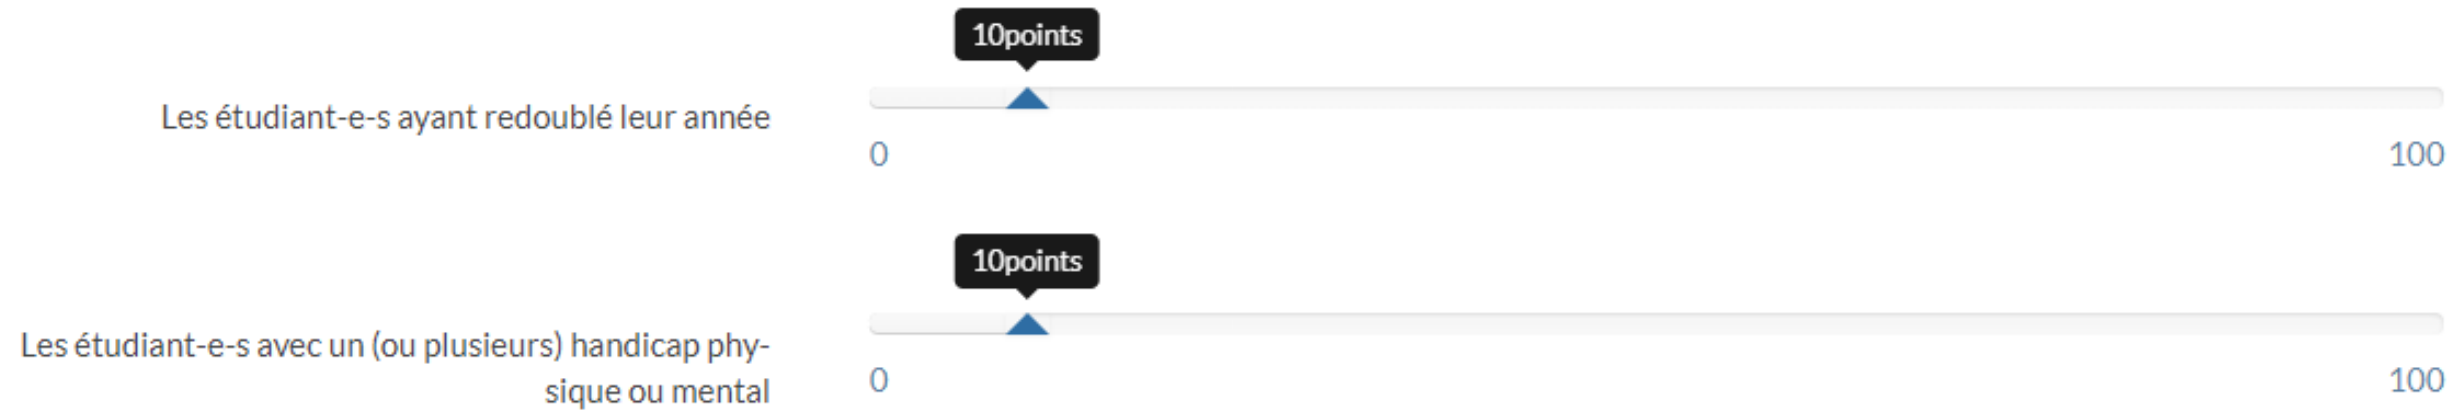 10points
Les étudiant-e-s ayant redoublé leur année
0
100
10points
Les étudiant-e-s avec un (ou plusieurs) handicap phy-
sique ou mental
0
100